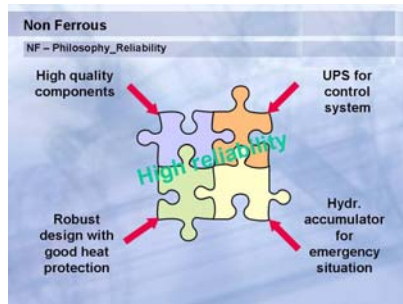 Non Ferrous
NF – Philosophy_Reliability
High quality
components
UPS for
control
system
High reliability
Robust
design with
good heat
protection
Hydr.
accumulator
for
emergency
situation